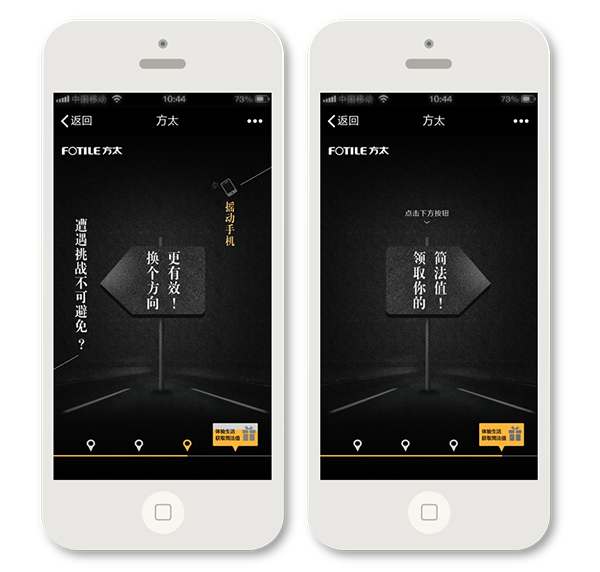 中国移动
10:44
73%
返回
方太
FOTILE 方太
摇动手机
遭遇挑战不可避免？
更有效！
换个方向
体验生活
获取简法值
中国移动
10:44
73%
返回
方太
FOTILE 方太
点击下方按钮
简法值！
领取你的
体验生活
获取简法值